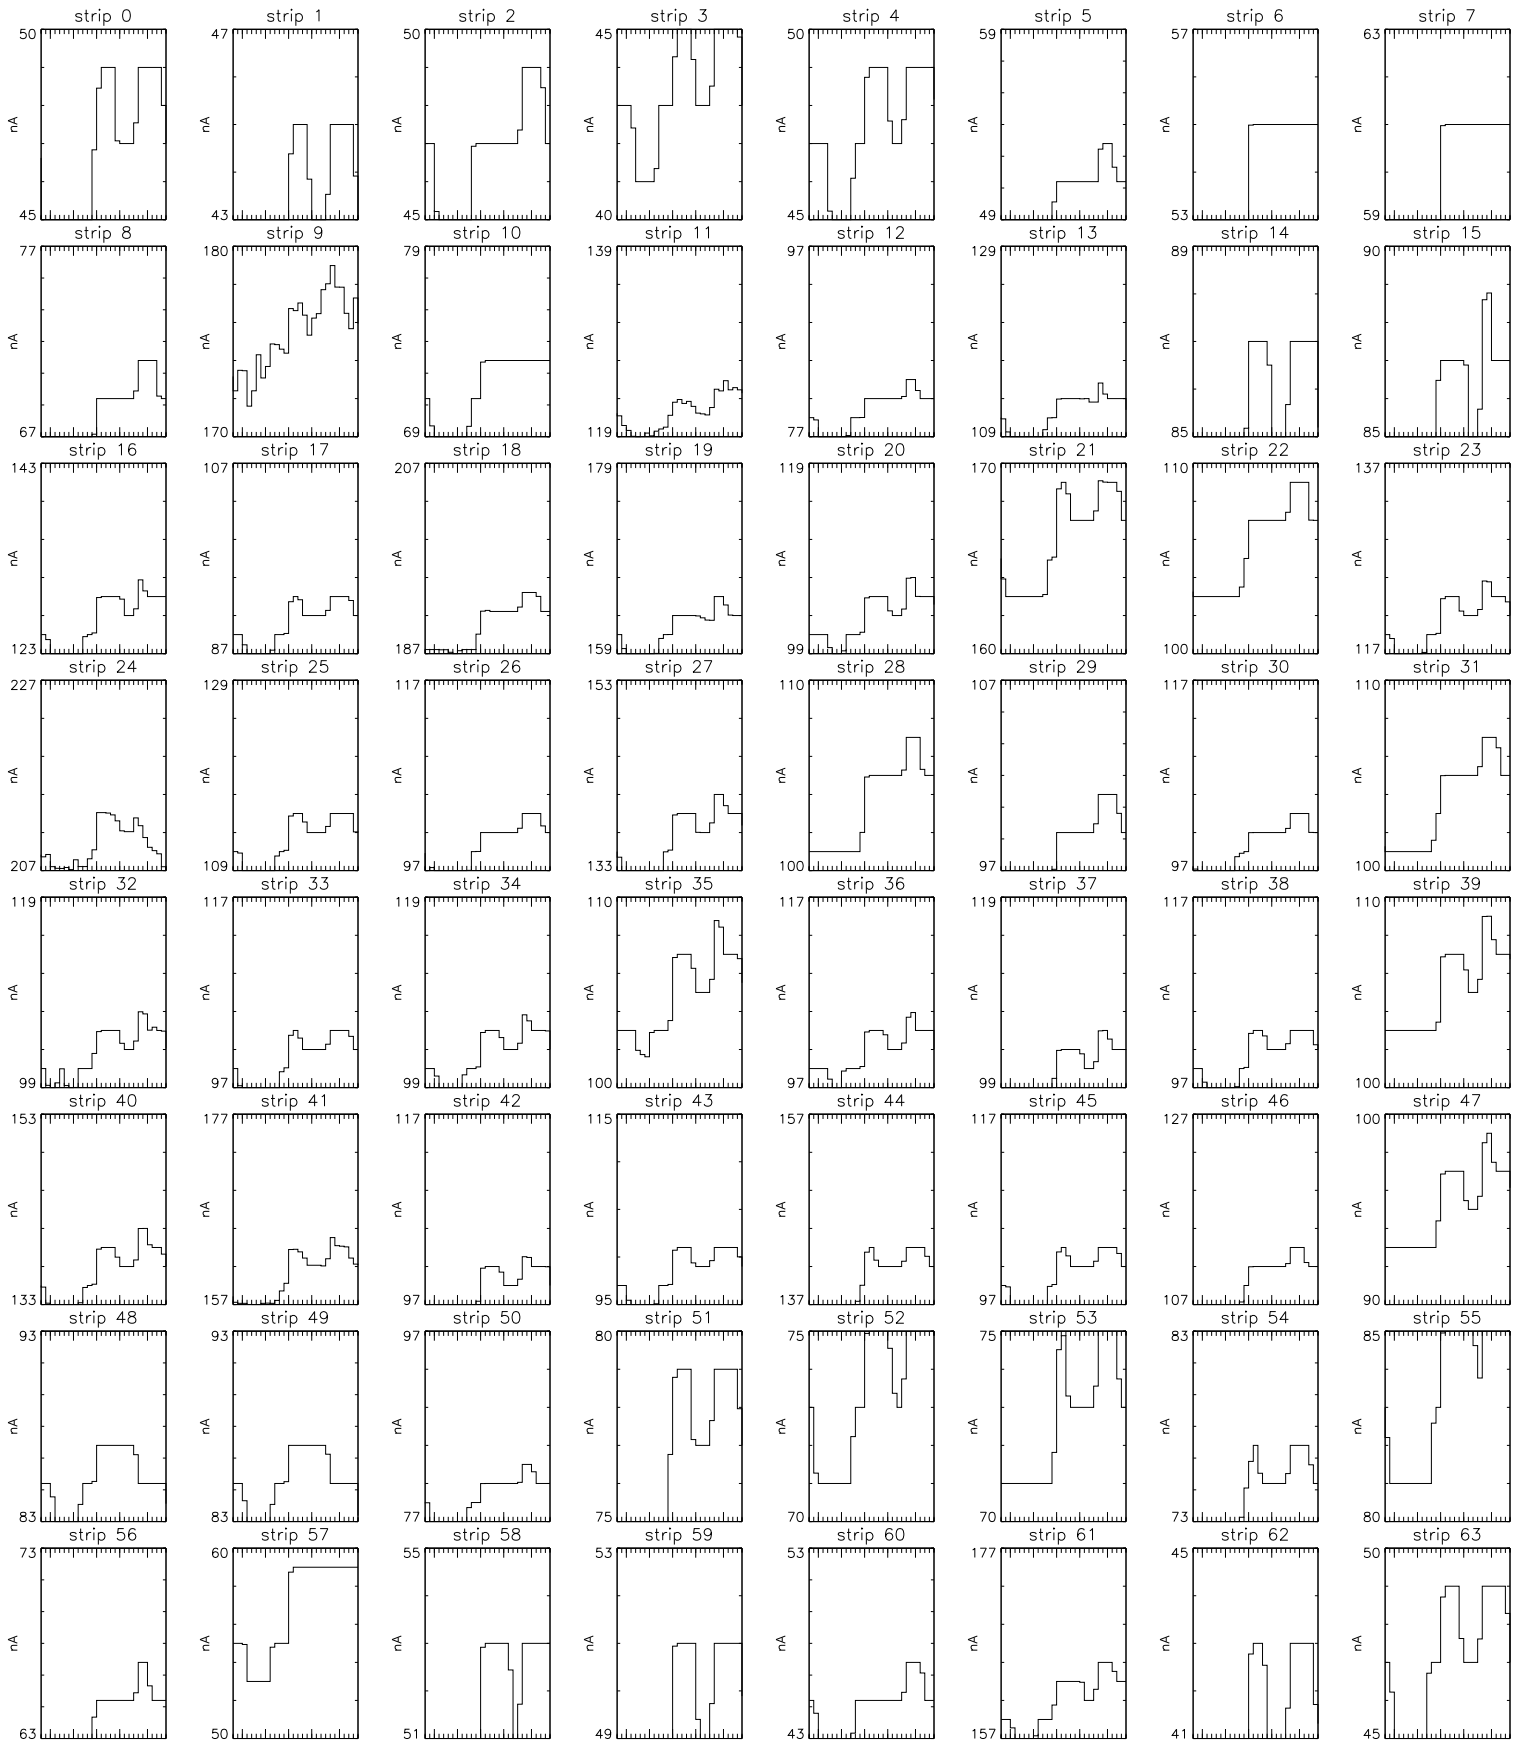 strip 0 strip 1 strip 2 strip 3 strip 4 strip 5 strip 6 strip 7
50 47 50 45 50 59 57 63
nA nA nA nA nA nA nA nA
45 43 45 40 45 49 53 59
strip 8 strip 9 strip 10 strip 11 strip 12 strip 13 strip 14 strip 15
77 180 79 139 97 129 89 90
nA nA nA nA nA nA nA nA
67 170 69 119 77 109 85 85
strip 16 strip 17 strip 18 strip 19 strip 20 strip 21 strip 22 strip 23
143 107 207 179 119 170 110 137
nA nA nA nA nA nA nA nA
123 87 187 159 99 160 100 117
strip 24 strip 25 strip 26 strip 27 strip 28 strip 29 strip 30 strip 31
227 129 117 153 110 107 117 110
nA nA nA nA nA nA nA nA
207 109 97 133 100 97 97 100
strip 32 strip 33 strip 34 strip 35 strip 36 strip 37 strip 38 strip 39
119 117 119 110 117 119 117 110
nA nA nA nA nA nA nA nA
99 97 99 100 97 99 97 100
strip 40 strip 41 strip 42 strip 43 strip 44 strip 45 strip 46 strip 47
153 177 117 115 157 117 127 100
nA nA nA nA nA nA nA nA
133 157 97 95 137 97 107 90
strip 48 strip 49 strip 50 strip 51 strip 52 strip 53 strip 54 strip 55
93 93 97 80 75 75 83 85
nA nA nA nA nA nA nA nA
83 83 77 75 70 70 73 80
strip 56 strip 57 strip 58 strip 59 strip 60 strip 61 strip 62 strip 63
73 60 55 53 53 177 45 50
nA nA nA nA nA nA nA nA
63 50 51 49 43 157 41 45